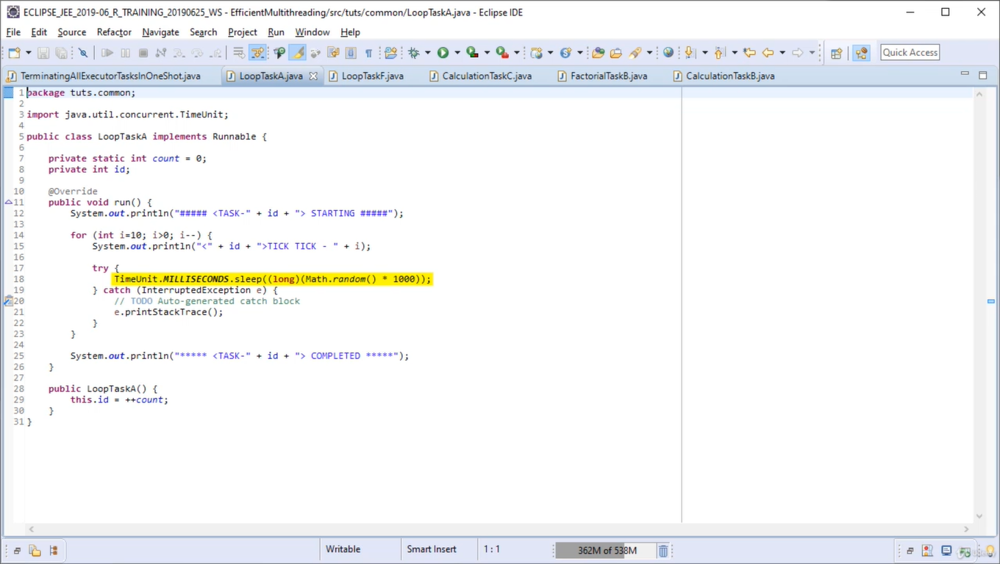 ECLIPSE_JEE_2019-06_R_TRAINING_20190625_WS - EfficientMultithreading/src/tuts/common/LoopTaskA.java - Eclipse IDE
File Edit Source Refactor Navigate Search Project Run Window Help
Quick Access
TerminatingAllExecutorTasksInOneShot.java LoopTaskA.java LoopTaskF.java CalculationTaskC.java FactorialTaskB.java CalculationTaskB.java
1 package tuts.common;
2
3 import java.util.concurrent.TimeUnit;
4
5 public class LoopTaskA implements Runnable {
6
7 private static int count = 0;
8 private int id;
9
10 @Override
11 public void run() {
12 System.out.println("##### <TASK-" + id + "> STARTING #####");
13
14 for (int i=10; i>0; i--) {
15 System.out.println("<" + id + ">TICK TICK - " + i);
16
17 try {
18 TimeUnit.MILLISECONDS.sleep((long)(Math.random() * 1000));
19 } catch (InterruptedException e) {
20 // TODO Auto-generated catch block
21 e.printStackTrace();
22 }
23 }
24
25 System.out.println("***** <TASK-" + id + "> COMPLETED *****");
26 }
27
28 public LoopTaskA() {
29 this.id = ++count;
30 }
31 }
Writable Smart Insert 1 : 1 362M of 538M